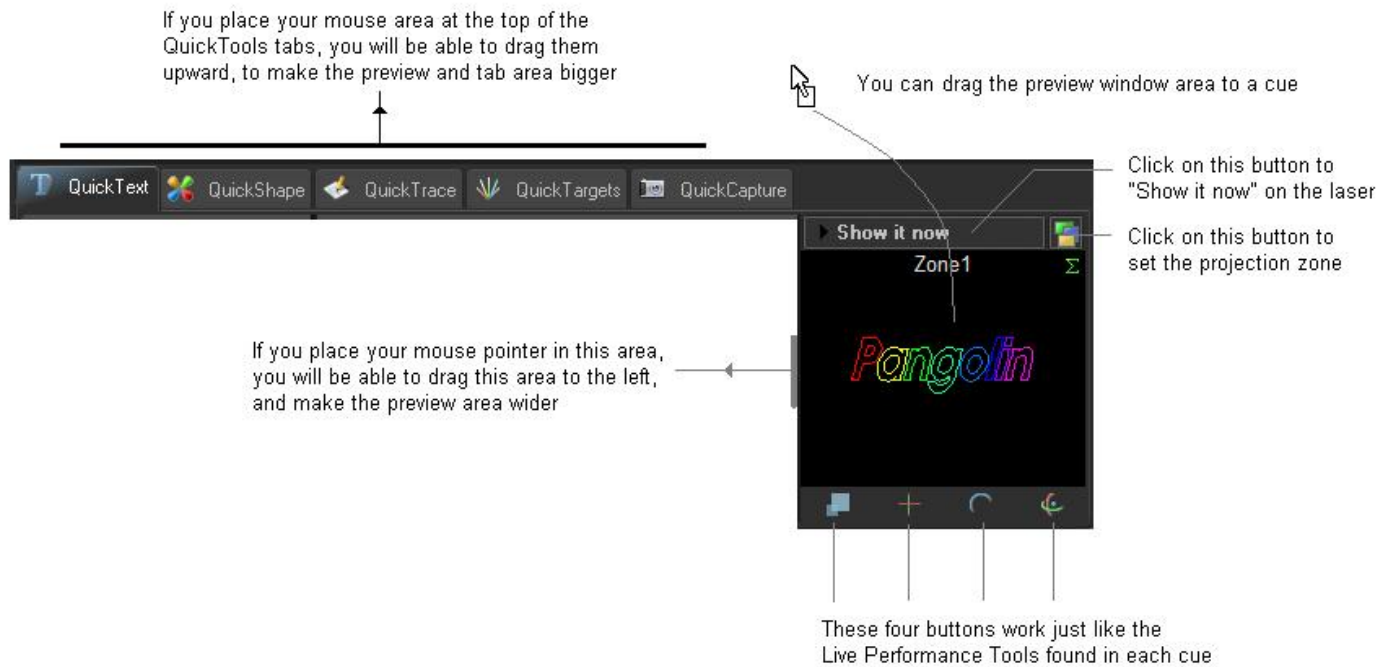 If you place your mouse area at the top of the
QuickTools tabs, you will be able to drag them
upward, to make the preview and tab area bigger
You can drag the preview window area to a cue
QuickText QuickShape QuickTrace QuickTargets QuickCapture
Click on this button to
"Show it now" on the laser
Show it now
Click on this button to
set the projection zone
Zone1 Σ
Pangolin
If you place your mouse pointer in this area,
you will be able to drag this area to the left,
and make the preview area wider
These four buttons work just like the
Live Performance Tools found in each cue